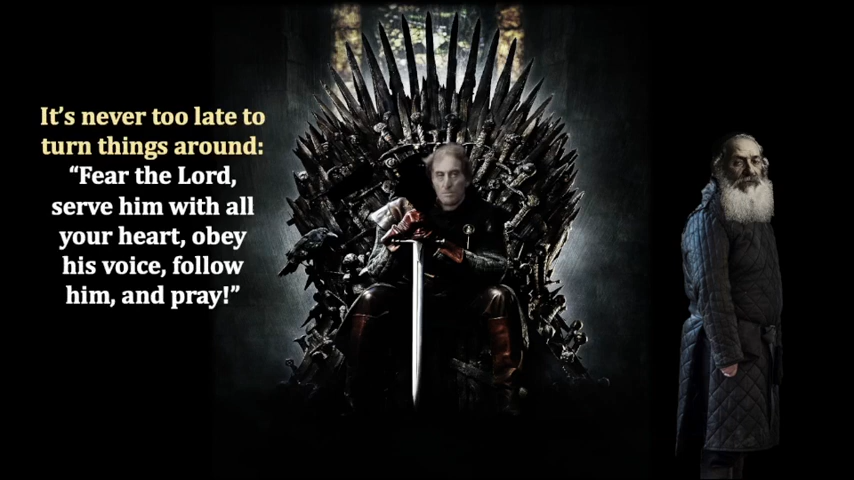 It’s never too late to
turn things around:
“Fear the Lord,
serve him with all
your heart, obey
his voice, follow
him, and pray!”